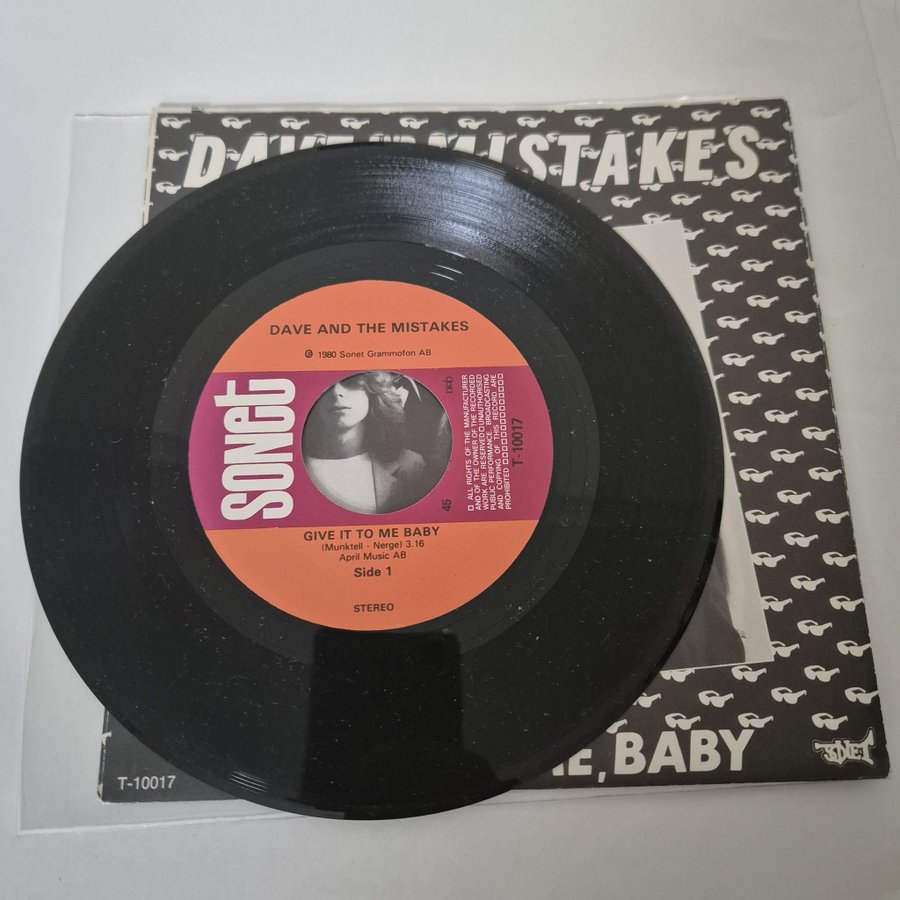 MISTAKES
DAVE AND THE MISTAKES
℗ 1980 Sonet Grammofon AB
SONET
ncb
45
□ ALL RIGHTS OF THE MANUFACTURER
AND OF THE OWNER OF THE RECORDED
WORK ARE RESERVED □ UNAUTHORISED
PUBLIC PERFORMANCE, BROADCASTING
AND COPYING OF THIS RECORD ARE
PROHIBITED □□□□□□□□□□
T-10017
GIVE IT TO ME BABY
(Munktell - Nerge) 3.16
April Music AB
Side 1
STEREO
, BABY
SONET
T-10017